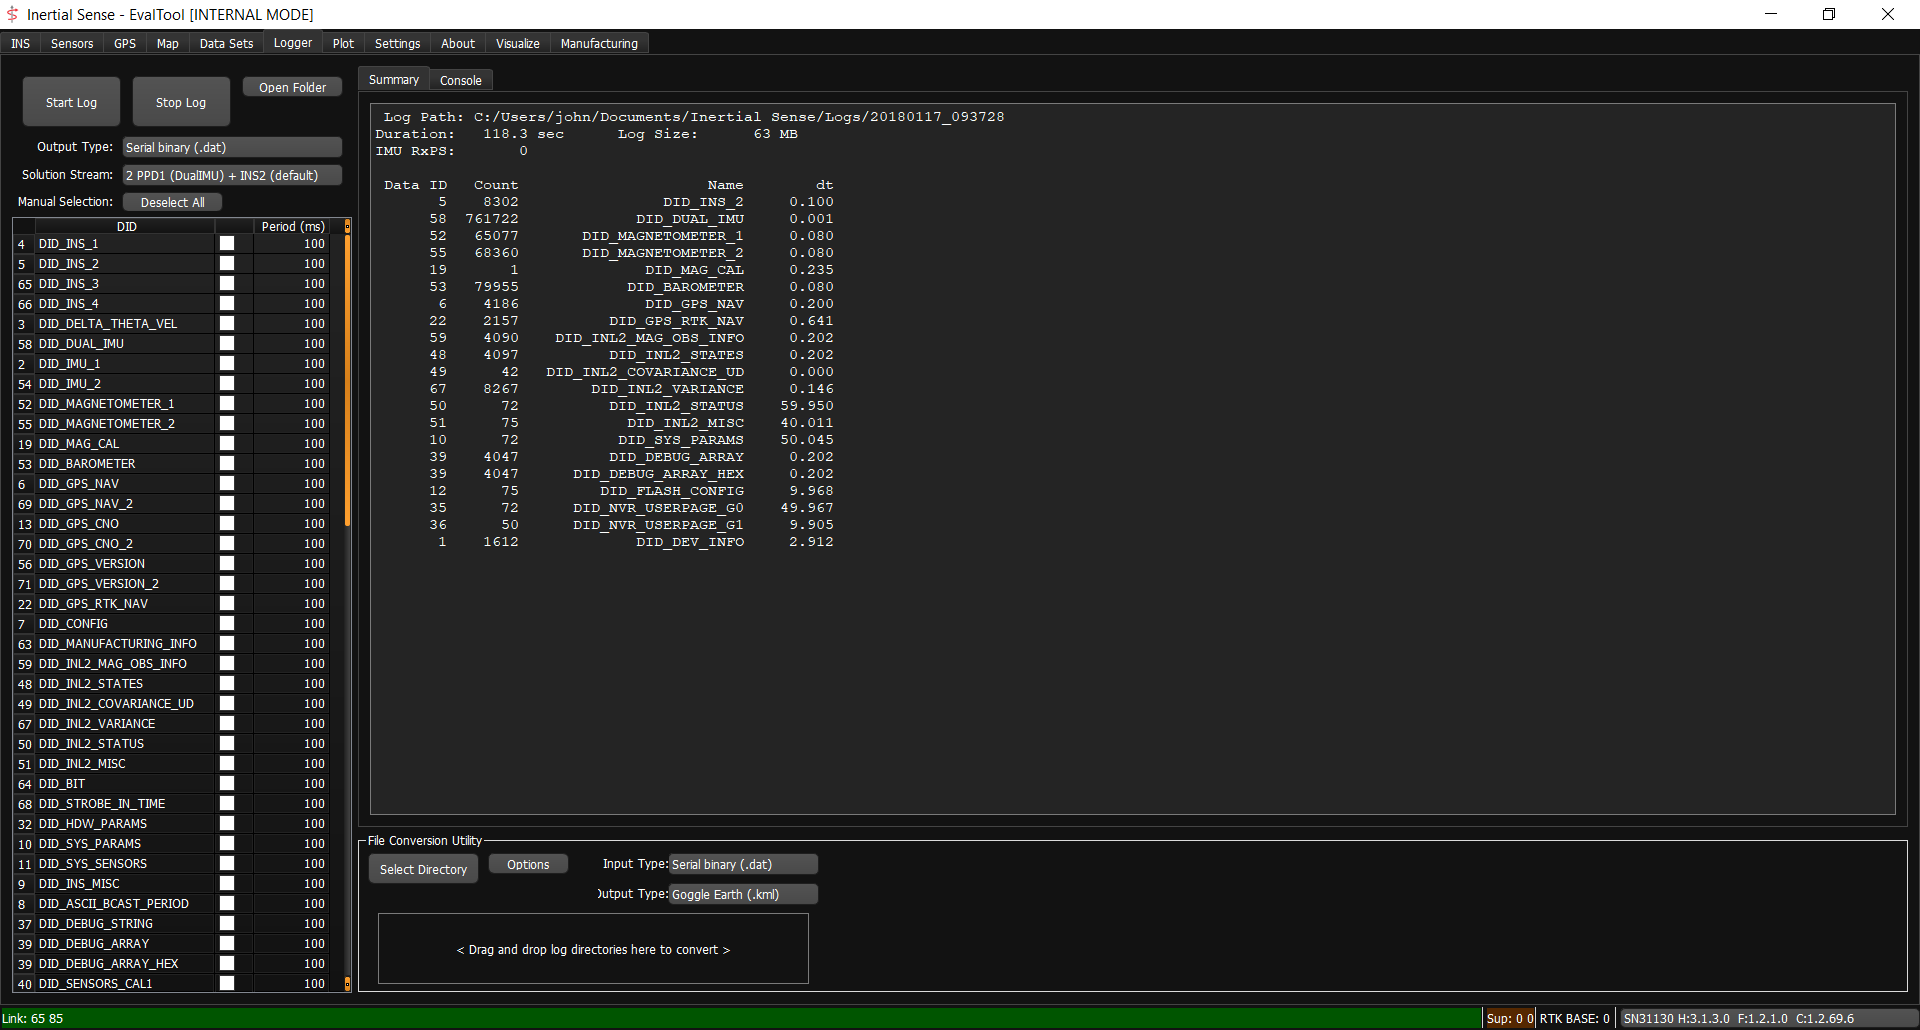 Inertial Sense - EvalTool [INTERNAL MODE]
INS Sensors GPS Map Data Sets Logger Plot Settings About Visualize Manufacturing
Start Log Stop Log Open Folder
Output Type: Serial binary (.dat)
Solution Stream: 2 PPD1 (DualIMU) + INS2 (default)
Manual Selection: Deselect All
DID Period (ms)
4 DID_INS_1 100
5 DID_INS_2 100
65 DID_INS_3 100
66 DID_INS_4 100
3 DID_DELTA_THETA_VEL 100
58 DID_DUAL_IMU 100
2 DID_IMU_1 100
54 DID_IMU_2 100
52 DID_MAGNETOMETER_1 100
55 DID_MAGNETOMETER_2 100
19 DID_MAG_CAL 100
53 DID_BAROMETER 100
6 DID_GPS_NAV 100
69 DID_GPS_NAV_2 100
13 DID_GPS_CNO 100
70 DID_GPS_CNO_2 100
56 DID_GPS_VERSION 100
71 DID_GPS_VERSION_2 100
22 DID_GPS_RTK_NAV 100
7 DID_CONFIG 100
63 DID_MANUFACTURING_INFO 100
59 DID_INL2_MAG_OBS_INFO 100
48 DID_INL2_STATES 100
49 DID_INL2_COVARIANCE_UD 100
67 DID_INL2_VARIANCE 100
50 DID_INL2_STATUS 100
51 DID_INL2_MISC 100
64 DID_BIT 100
68 DID_STROBE_IN_TIME 100
32 DID_HDW_PARAMS 100
10 DID_SYS_PARAMS 100
11 DID_SYS_SENSORS 100
9 DID_INS_MISC 100
8 DID_ASCII_BCAST_PERIOD 100
37 DID_DEBUG_STRING 100
39 DID_DEBUG_ARRAY 100
39 DID_DEBUG_ARRAY_HEX 100
40 DID_SENSORS_CAL1 100
Summary Console
Log Path: C:/Users/john/Documents/Inertial Sense/Logs/20180117_093728
Duration: 118.3 sec Log Size: 63 MB
IMU RxPS: 0
Data ID Count Name dt
5 8302 DID_INS_2 0.100
58 761722 DID_DUAL_IMU 0.001
52 65077 DID_MAGNETOMETER_1 0.080
55 68360 DID_MAGNETOMETER_2 0.080
19 1 DID_MAG_CAL 0.235
53 79955 DID_BAROMETER 0.080
6 4186 DID_GPS_NAV 0.200
22 2157 DID_GPS_RTK_NAV 0.641
59 4090 DID_INL2_MAG_OBS_INFO 0.202
48 4097 DID_INL2_STATES 0.202
49 42 DID_INL2_COVARIANCE_UD 0.000
67 8267 DID_INL2_VARIANCE 0.146
50 72 DID_INL2_STATUS 59.950
51 75 DID_INL2_MISC 40.011
10 72 DID_SYS_PARAMS 50.045
39 4047 DID_DEBUG_ARRAY 0.202
39 4047 DID_DEBUG_ARRAY_HEX 0.202
12 75 DID_FLASH_CONFIG 9.968
35 72 DID_NVR_USERPAGE_G0 49.967
36 50 DID_NVR_USERPAGE_G1 9.905
1 1612 DID_DEV_INFO 2.912
File Conversion Utility
Select Directory Options Input Type: Serial binary (.dat)
Output Type: Goggle Earth (.kml)
< Drag and drop log directories here to convert >
Link: 65 85 Sup: 0 0 RTK BASE: 0 SN31130 H:3.1.3.0 F:1.2.1.0 C:1.2.69.6